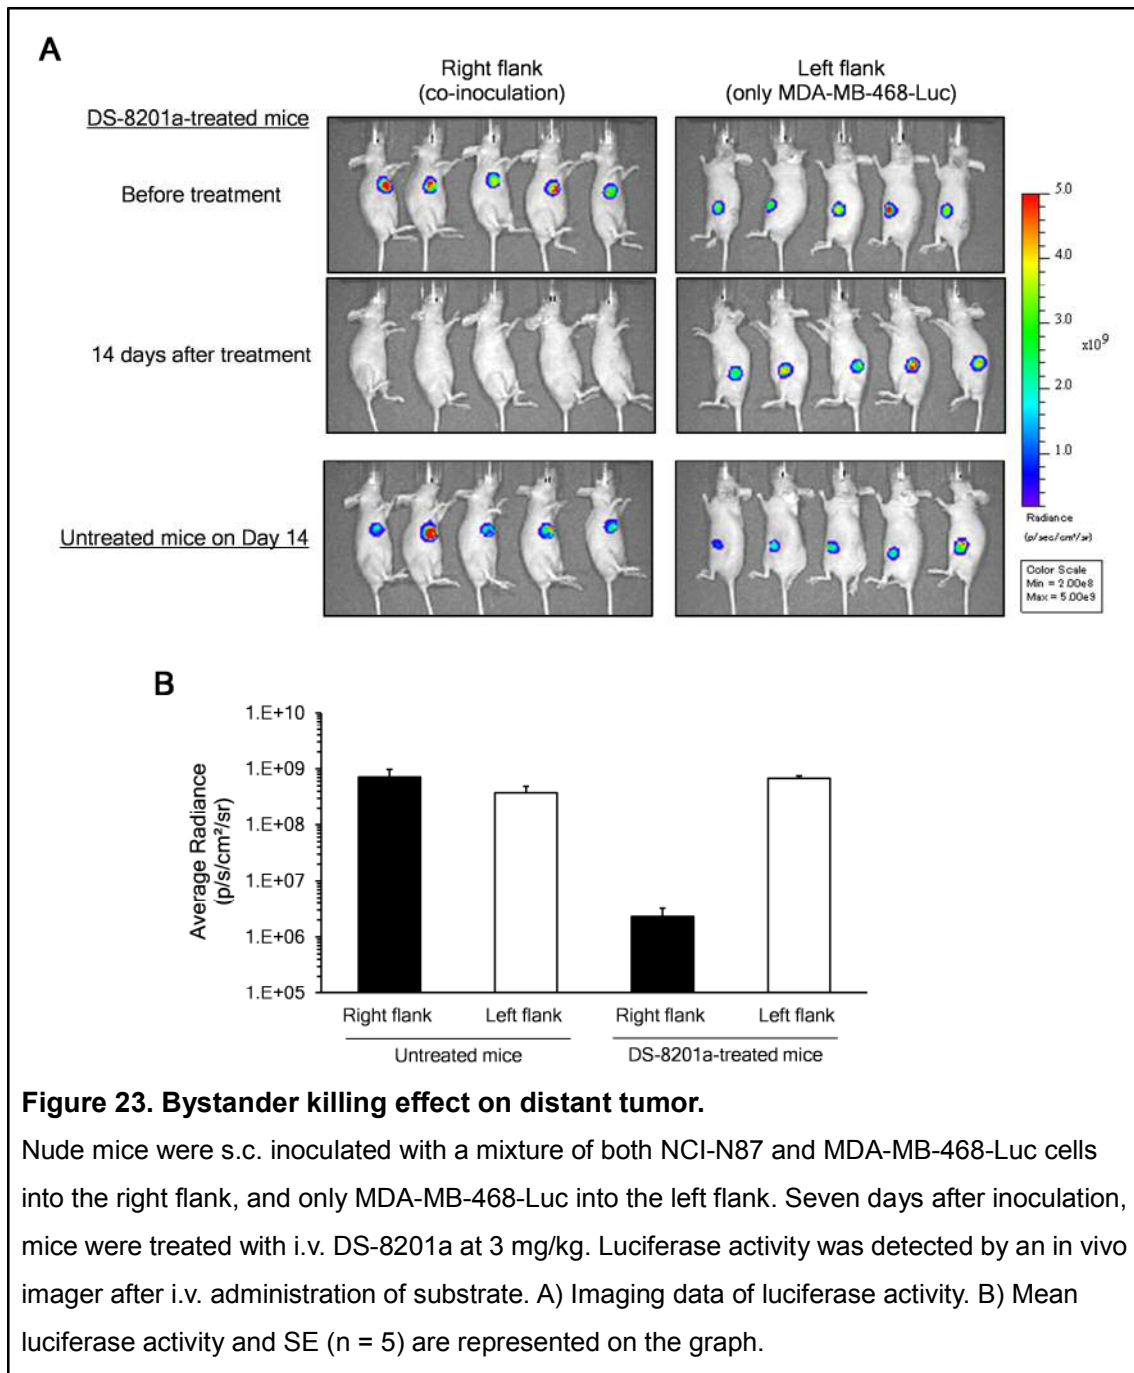 A
Right flank
(co-inoculation)
Left flank
(only MDA-MB-468-Luc)
DS-8201a-treated mice
Before treatment
14 days after treatment
Untreated mice on Day 14
5.0
4.0
3.0
x10⁹
2.0
1.0
Radiance
(p/sec/cm²/sr)
Color Scale
Min = 2.00e8
Max = 5.00e9
B
Average Radiance
(p/s/cm²/sr)
1.E+10
1.E+09
1.E+08
1.E+07
1.E+06
1.E+05
Right flank
Left flank
Right flank
Left flank
Untreated mice
DS-8201a-treated mice
Figure 23. Bystander killing effect on distant tumor.
Nude mice were s.c. inoculated with a mixture of both NCI-N87 and MDA-MB-468-Luc cells
into the right flank, and only MDA-MB-468-Luc into the left flank. Seven days after inoculation,
mice were treated with i.v. DS-8201a at 3 mg/kg. Luciferase activity was detected by an in vivo
imager after i.v. administration of substrate. A) Imaging data of luciferase activity. B) Mean
luciferase activity and SE (n = 5) are represented on the graph.